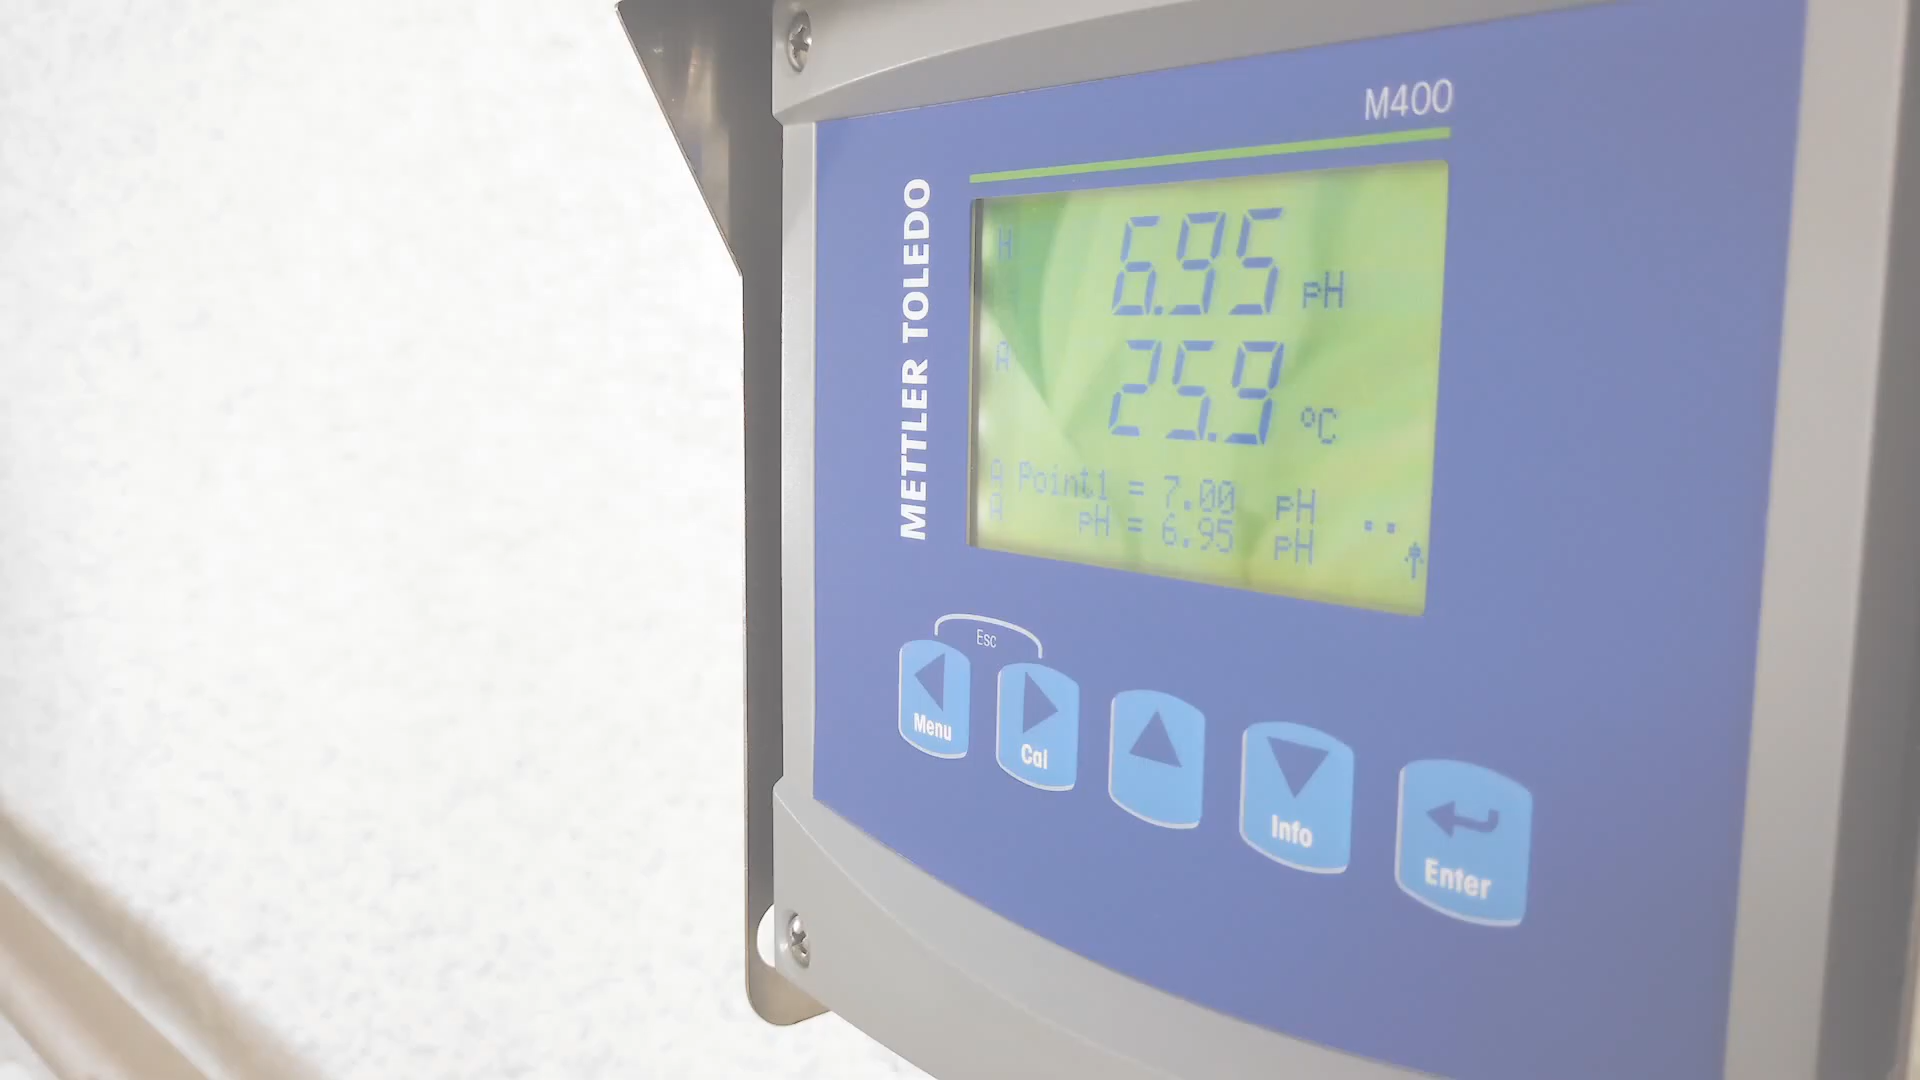 M400
METTLER TOLEDO
H 6.95 pH
A 25.9 °C
A Point1 = 7.00 pH
A pH = 6.95 pH ↑
Esc
Menu
Cal
Info
Enter